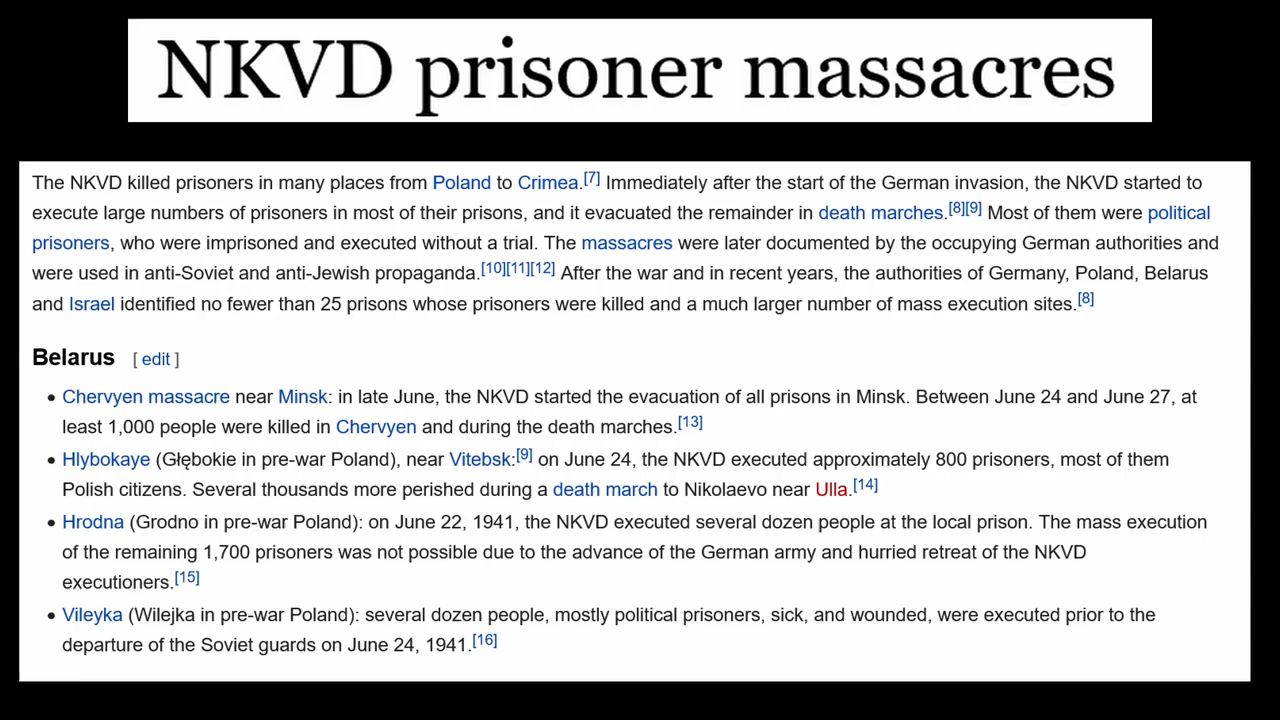 NKVD prisoner massacres
The NKVD killed prisoners in many places from Poland to Crimea.[7] Immediately after the start of the German invasion, the NKVD started to
execute large numbers of prisoners in most of their prisons, and it evacuated the remainder in death marches.[8][9] Most of them were political
prisoners, who were imprisoned and executed without a trial. The massacres were later documented by the occupying German authorities and
were used in anti-Soviet and anti-Jewish propaganda.[10][11][12] After the war and in recent years, the authorities of Germany, Poland, Belarus
and Israel identified no fewer than 25 prisons whose prisoners were killed and a much larger number of mass execution sites.[8]
Belarus [ edit ]
• Chervyen massacre near Minsk: in late June, the NKVD started the evacuation of all prisons in Minsk. Between June 24 and June 27, at
least 1,000 people were killed in Chervyen and during the death marches.[13]
• Hlybokaye (Głębokie in pre-war Poland), near Vitebsk:[9] on June 24, the NKVD executed approximately 800 prisoners, most of them
Polish citizens. Several thousands more perished during a death march to Nikolaevo near Ulla.[14]
• Hrodna (Grodno in pre-war Poland): on June 22, 1941, the NKVD executed several dozen people at the local prison. The mass execution
of the remaining 1,700 prisoners was not possible due to the advance of the German army and hurried retreat of the NKVD
executioners.[15]
• Vileyka (Wilejka in pre-war Poland): several dozen people, mostly political prisoners, sick, and wounded, were executed prior to the
departure of the Soviet guards on June 24, 1941.[16]